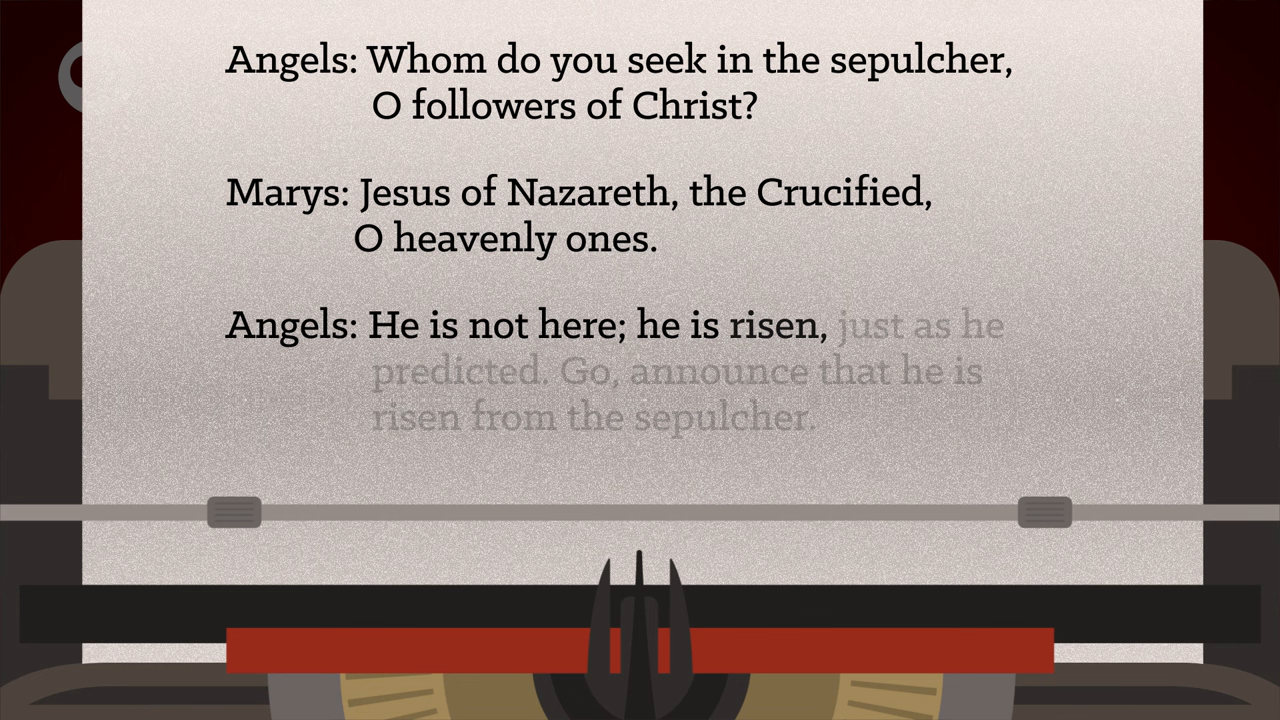 Angels: Whom do you seek in the sepulcher,
O followers of Christ?
Marys: Jesus of Nazareth, the Crucified,
O heavenly ones.
Angels: He is not here; he is risen, just as he
predicted. Go, announce that he is
risen from the sepulcher.